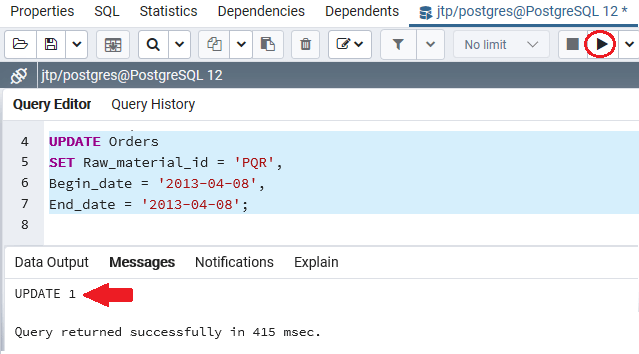 Properties SQL Statistics Dependencies Dependents jtp/postgres@PostgreSQL 12 *
No limit
jtp/postgres@PostgreSQL 12
Query Editor Query History
4 UPDATE Orders
5 SET Raw_material_id = 'PQR',
6 Begin_date = '2013-04-08',
7 End_date = '2013-04-08';
8
Data Output Messages Notifications Explain
UPDATE 1
Query returned successfully in 415 msec.